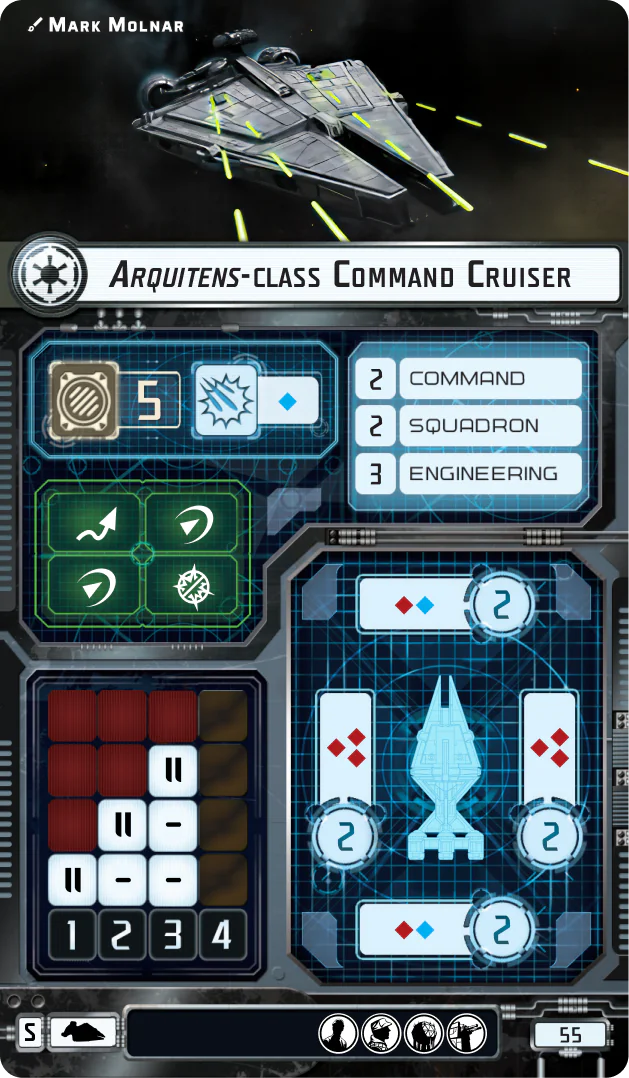 Mark Molnar
Arquitens-class Command Cruiser
5
2 COMMAND
2 SQUADRON
3 ENGINEERING
2
2
2
2
II
II -
II - -
1 2 3 4
S
55